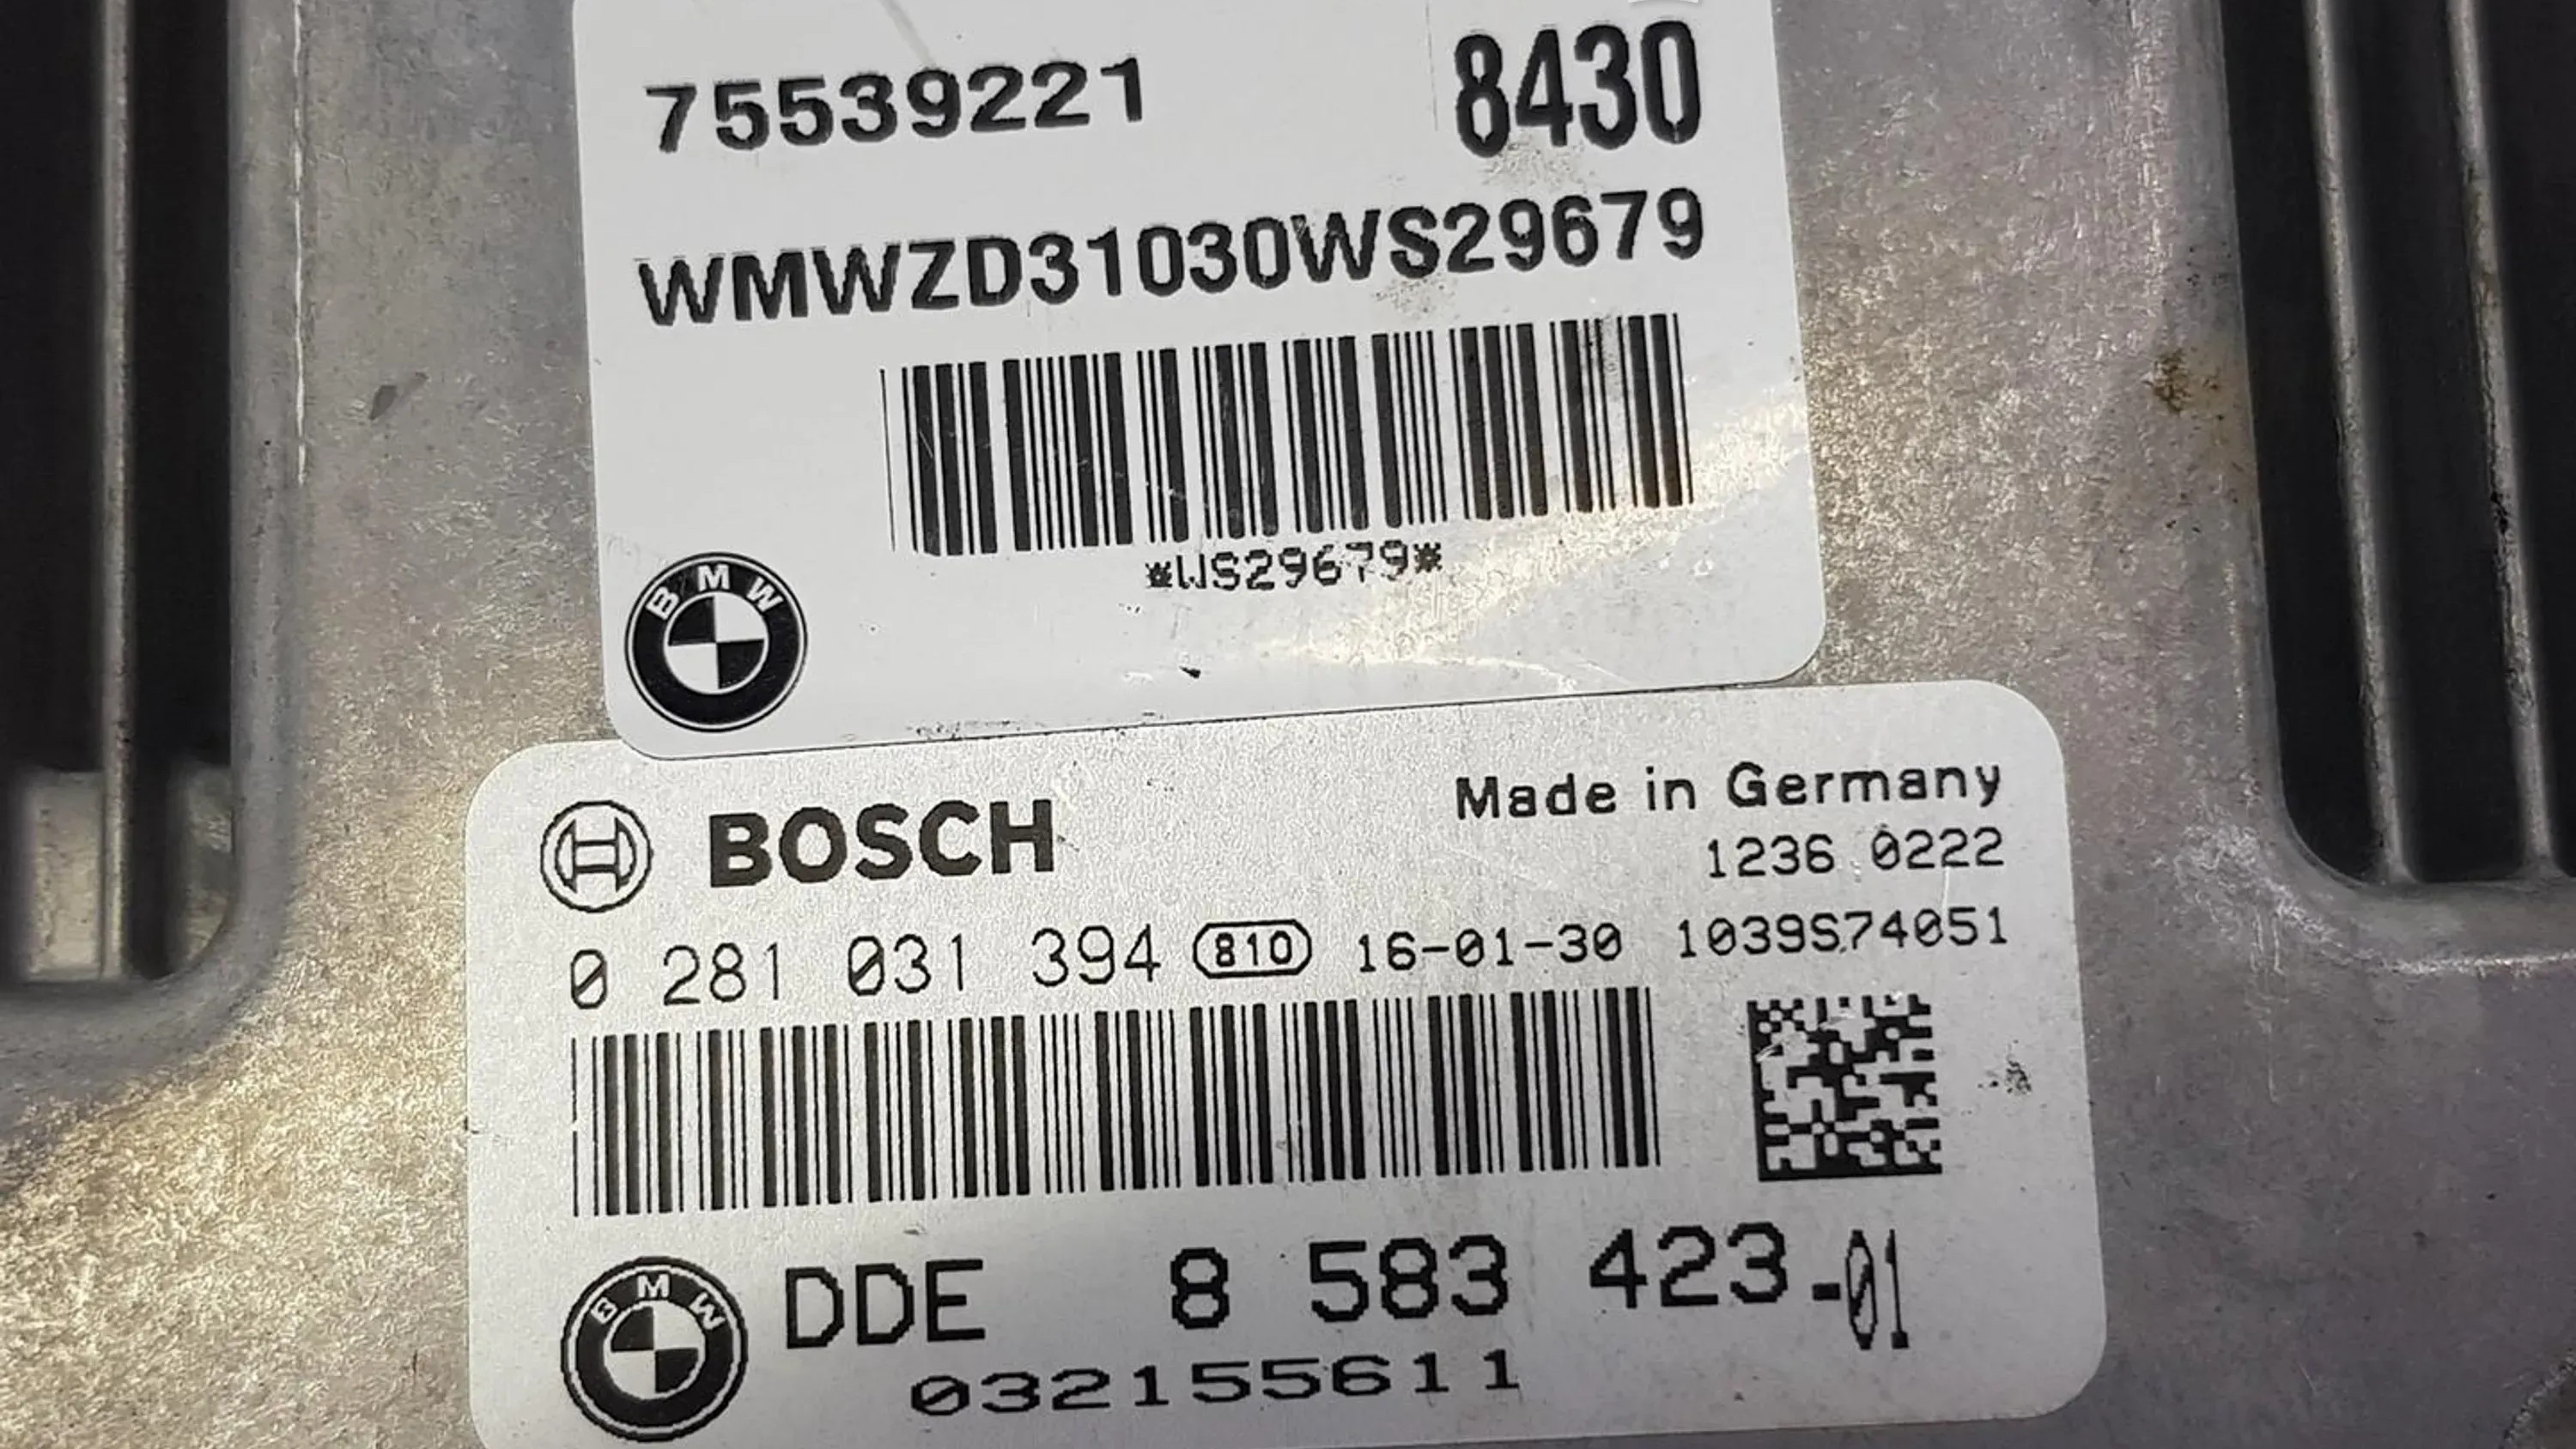 75539221 8430
WMWZD31030WS29679
*WS29679*
BMW
BOSCH Made in Germany
1236 0222
0 281 031 394 810 16-01-30 1039S74051
BMW DDE 8 583 423-01
032155611